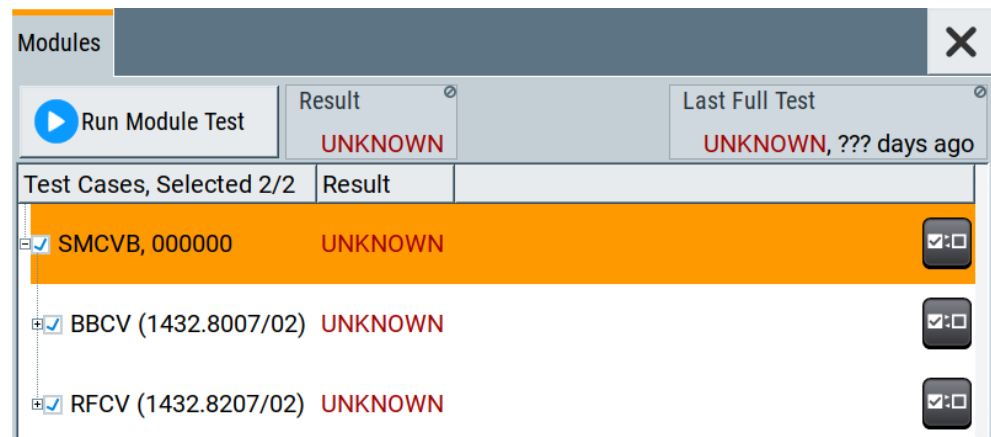 Modules
Run Module Test
Result
UNKNOWN
Last Full Test
UNKNOWN, ??? days ago
Test Cases, Selected 2/2 Result
SMCVB, 000000 UNKNOWN
BBCV (1432.8007/02) UNKNOWN
RFCV (1432.8207/02) UNKNOWN